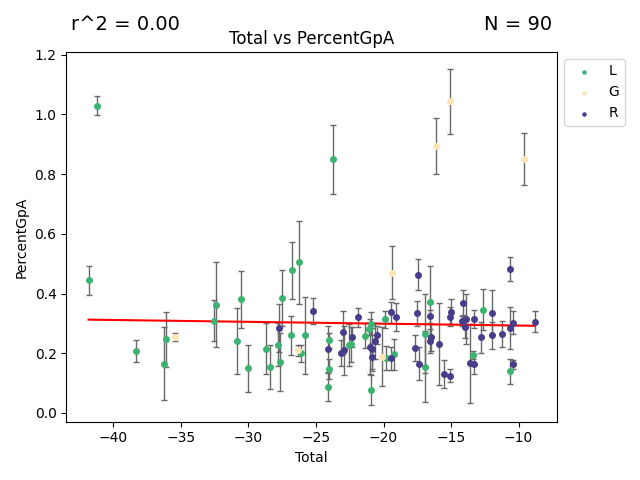 r^2 = 0.00 N = 90
Total vs PercentGpA
1.2
1.0
0.8
0.6
0.4
0.2
0.0
PercentGpA
−40 −35 −30 −25 −20 −15 −10
Total
L
G
R